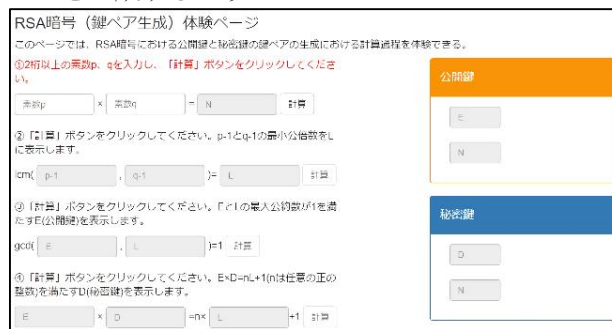 RSA暗号（鍵ペア生成）体験ページ
このページでは、RSA暗号における公開鍵と秘密鍵の鍵ペアの生成における計算過程を体験できる。
①2桁以上の素数p、qを入力し、「計算」ボタンをクリックしてくださ
い。
素数p × 素数q = N 計算
②「計算」ボタンをクリックしてください。p-1とq-1の最小公倍数をL
に表示します。
lcm( p-1 , q-1 )= L 計算
③「計算」ボタンをクリックしてください。EとLの最大公約数が1を満
たすE(公開鍵)を表示します。
gcd( E , L )=1 計算
④「計算」ボタンをクリックしてください。E×D=nL+1(nは任意の正の
整数)を満たすD(秘密鍵)を表示します。
E × D =n× L +1 計算
公開鍵
E
N
秘密鍵
D
N